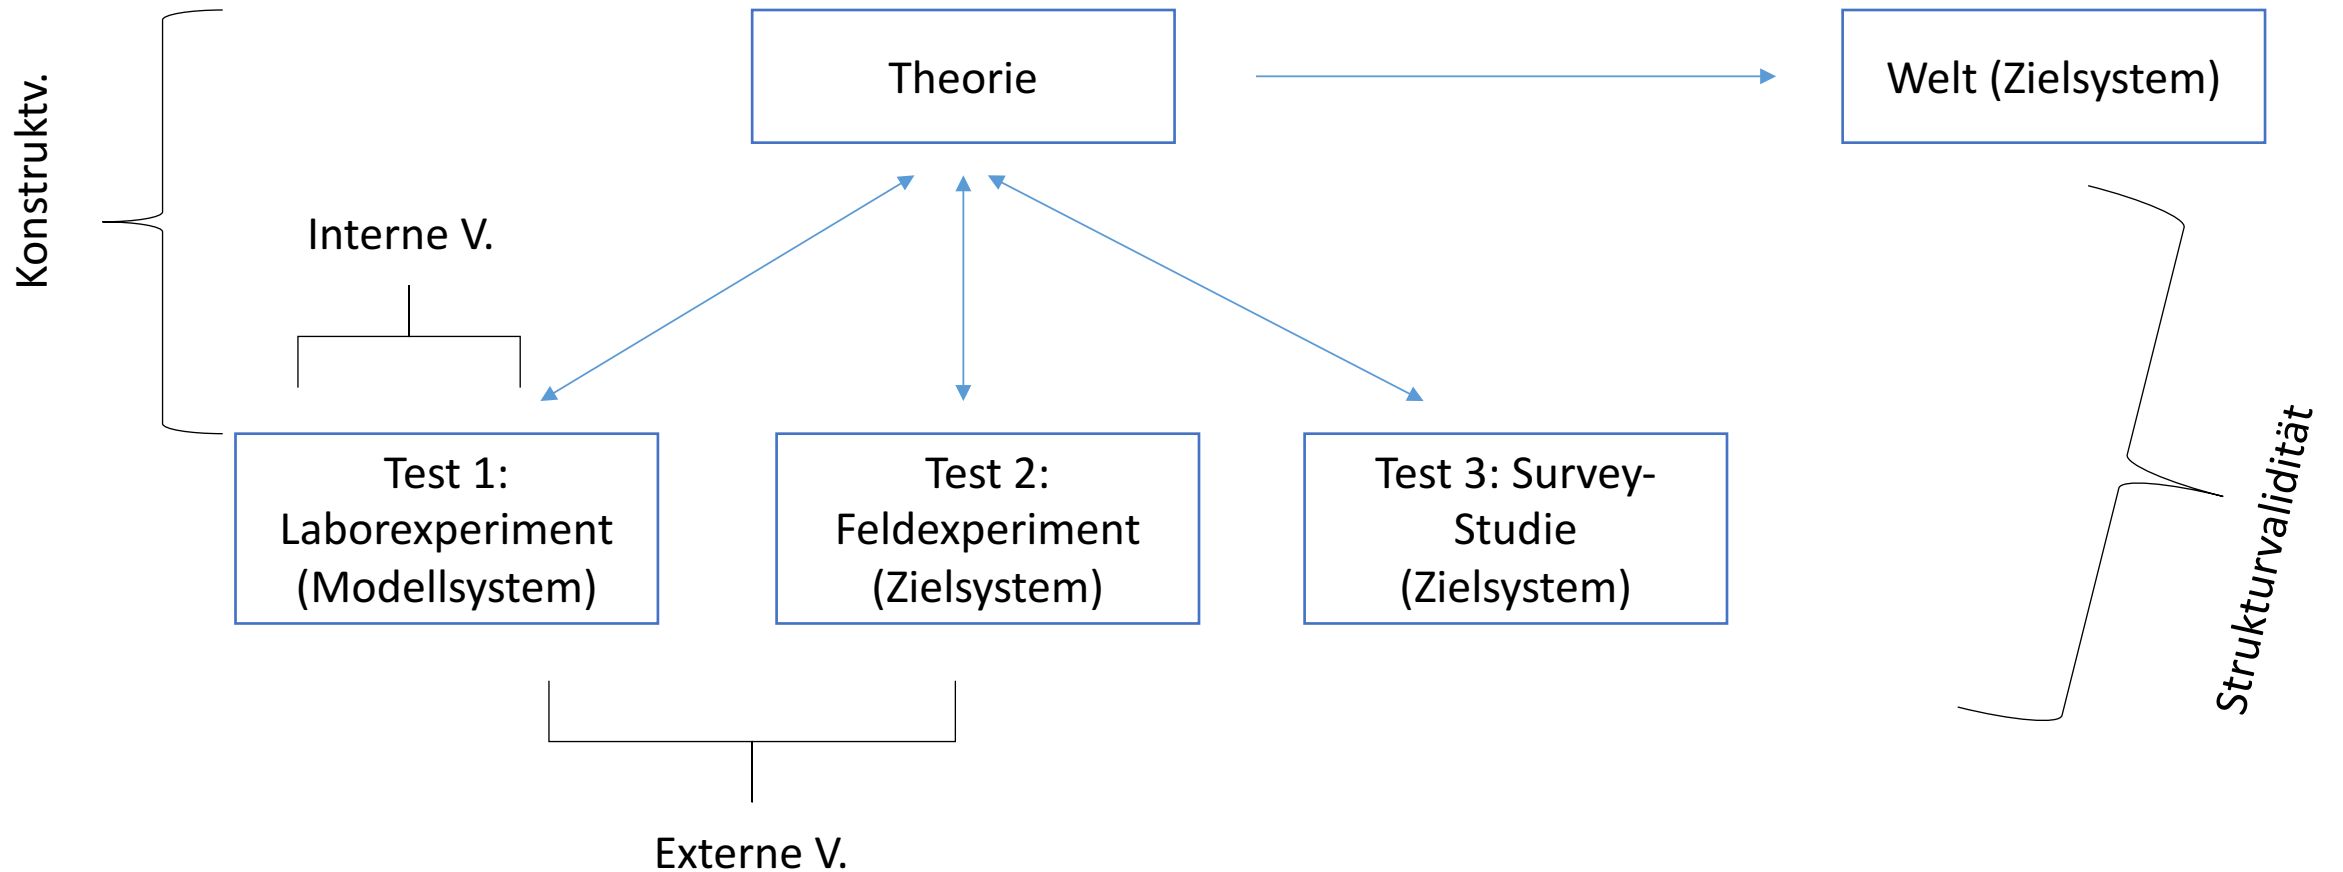 Theorie
Welt (Zielsystem)
Konstruktv.
Interne V.
Test 1:
Laborexperiment
(Modellsystem)
Test 2:
Feldexperiment
(Zielsystem)
Test 3: Survey-
Studie
(Zielsystem)
Strukturvalidität
Externe V.